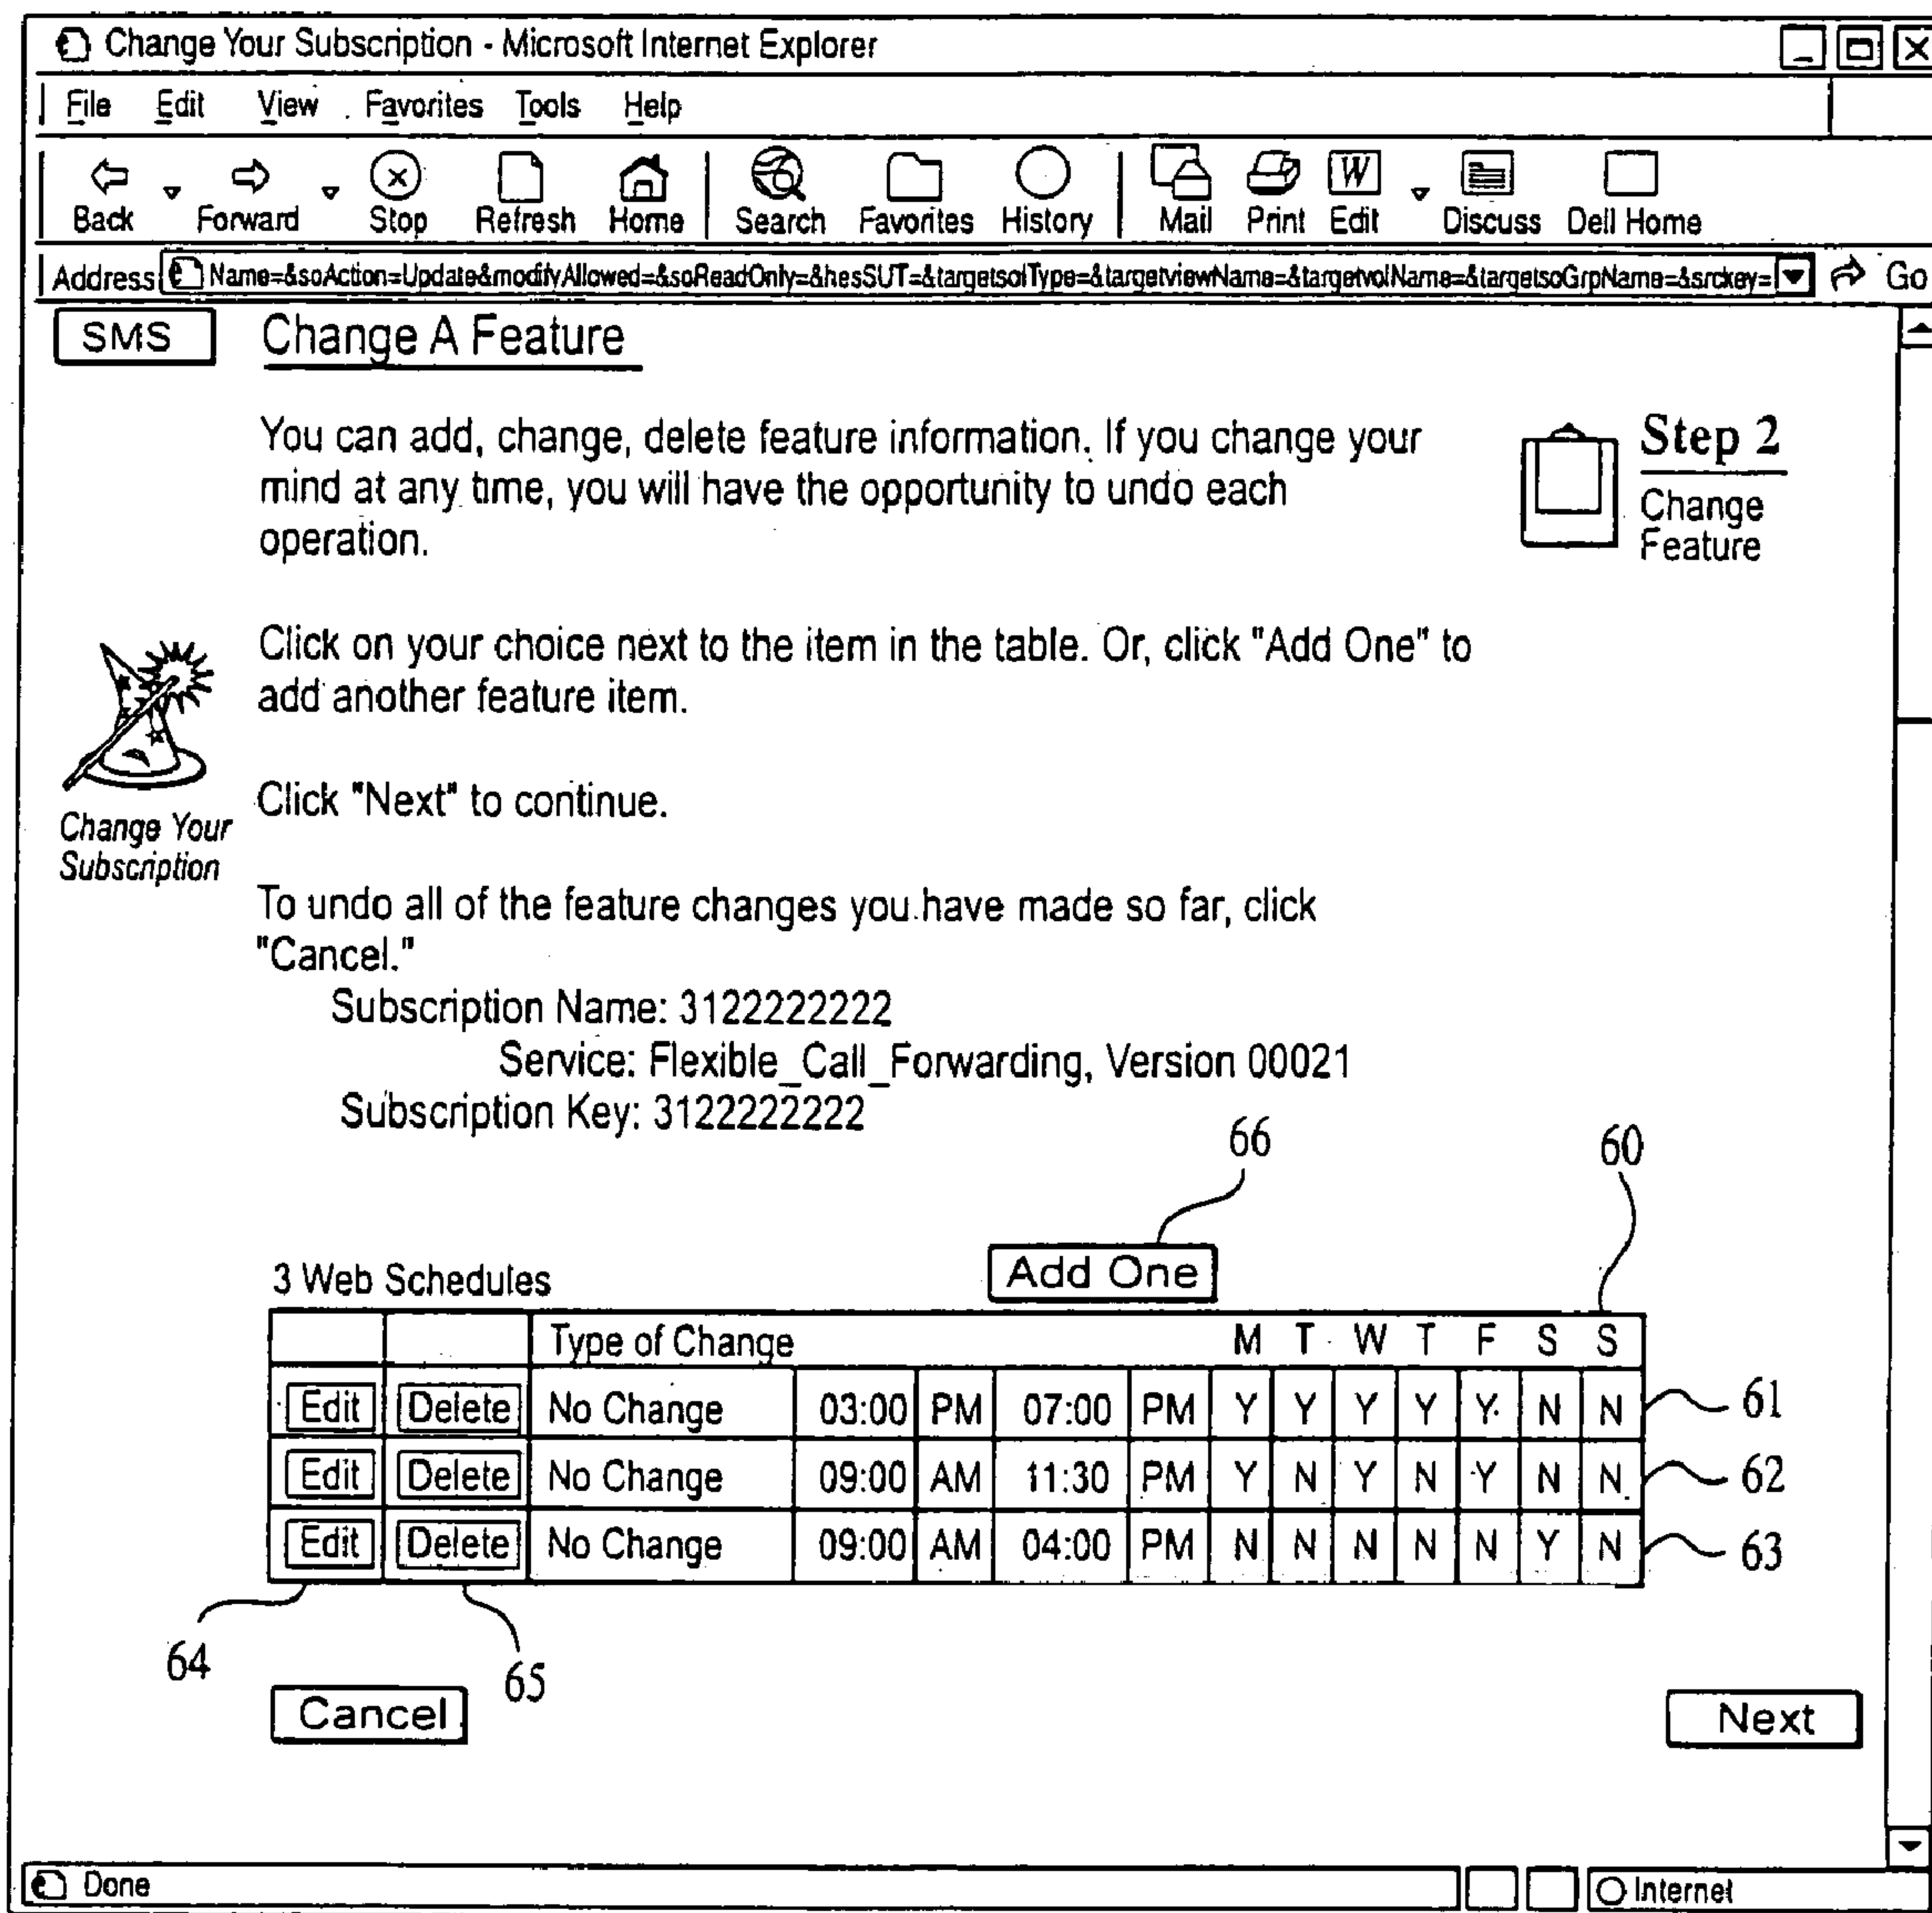 Change Your Subscription - Microsoft Internet Explorer
File Edit View Favorites Tools Help
Back Forward Stop Refresh Home Search Favorites History Mail Print Edit Discuss Dell Home
Address Name=&soAction=Update&modifyAllowed=&soReadOnly=&hesSUT=&targetsotType=&targetviewName=&targetvolName=&targetsoGrpName=&srckey= Go
SMS Change A Feature
You can add, change, delete feature information. If you change your
mind at any time, you will have the opportunity to undo each
operation.
Step 2
Change
Feature
Click on your choice next to the item in the table. Or, click "Add One" to
add another feature item.
Click "Next" to continue.
Change Your
Subscription
To undo all of the feature changes you have made so far, click
"Cancel."
Subscription Name: 3122222222
Service: Flexible_Call_Forwarding, Version 00021
Subscription Key: 3122222222
66 60
3 Web Schedules Add One
Type of Change M T W T F S S
Edit Delete No Change 03:00 PM 07:00 PM Y Y Y Y Y N N 61
Edit Delete No Change 09:00 AM 11:30 PM Y N Y N Y N N 62
Edit Delete No Change 09:00 AM 04:00 PM N N N N N Y N 63
64 65
Cancel Next
Done Internet